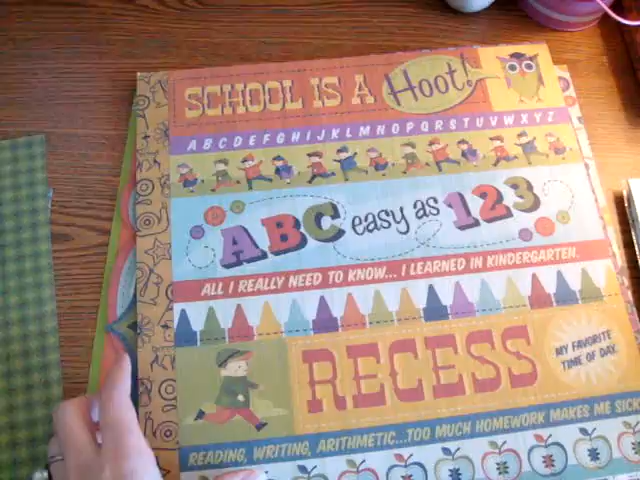 SCHOOL IS A Hoot!
ABCDEFGHIJKLMNOPQRSTUVWXYZ
ABC easy as 123
ALL I REALLY NEED TO KNOW... I LEARNED IN KINDERGARTEN.
RECESS
MY FAVORITE
TIME OF DAY.
READING, WRITING, ARITHMETIC...TOO MUCH HOMEWORK MAKES ME SICK